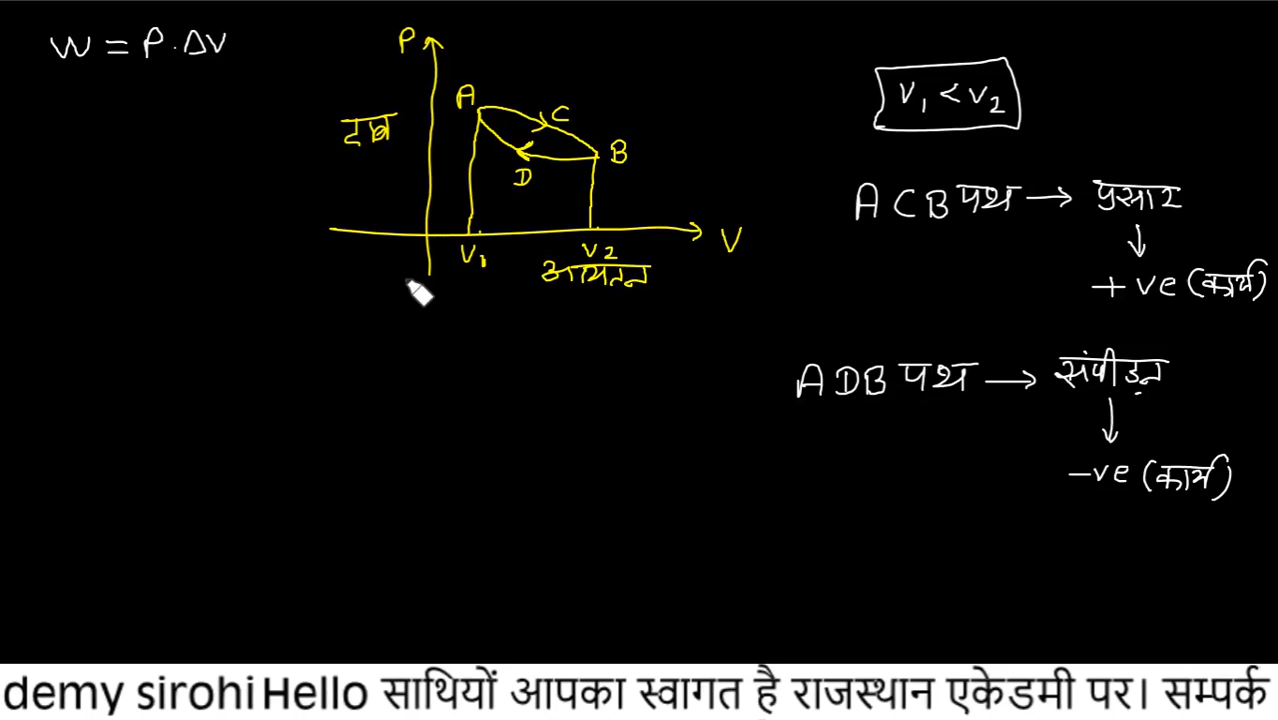 W = P.ΔV
P
दाब
A
C
B
D
V₁
V₂
V
आयतन
V₁ < V₂
ACB पथ → प्रसार
↓
+ve (कार्य)
ADB पथ → संपीड़न
↓
-ve (कार्य)
demy sirohi Hello साथियों आपका स्वागत है राजस्थान एकेडमी पर। सम्पर्क